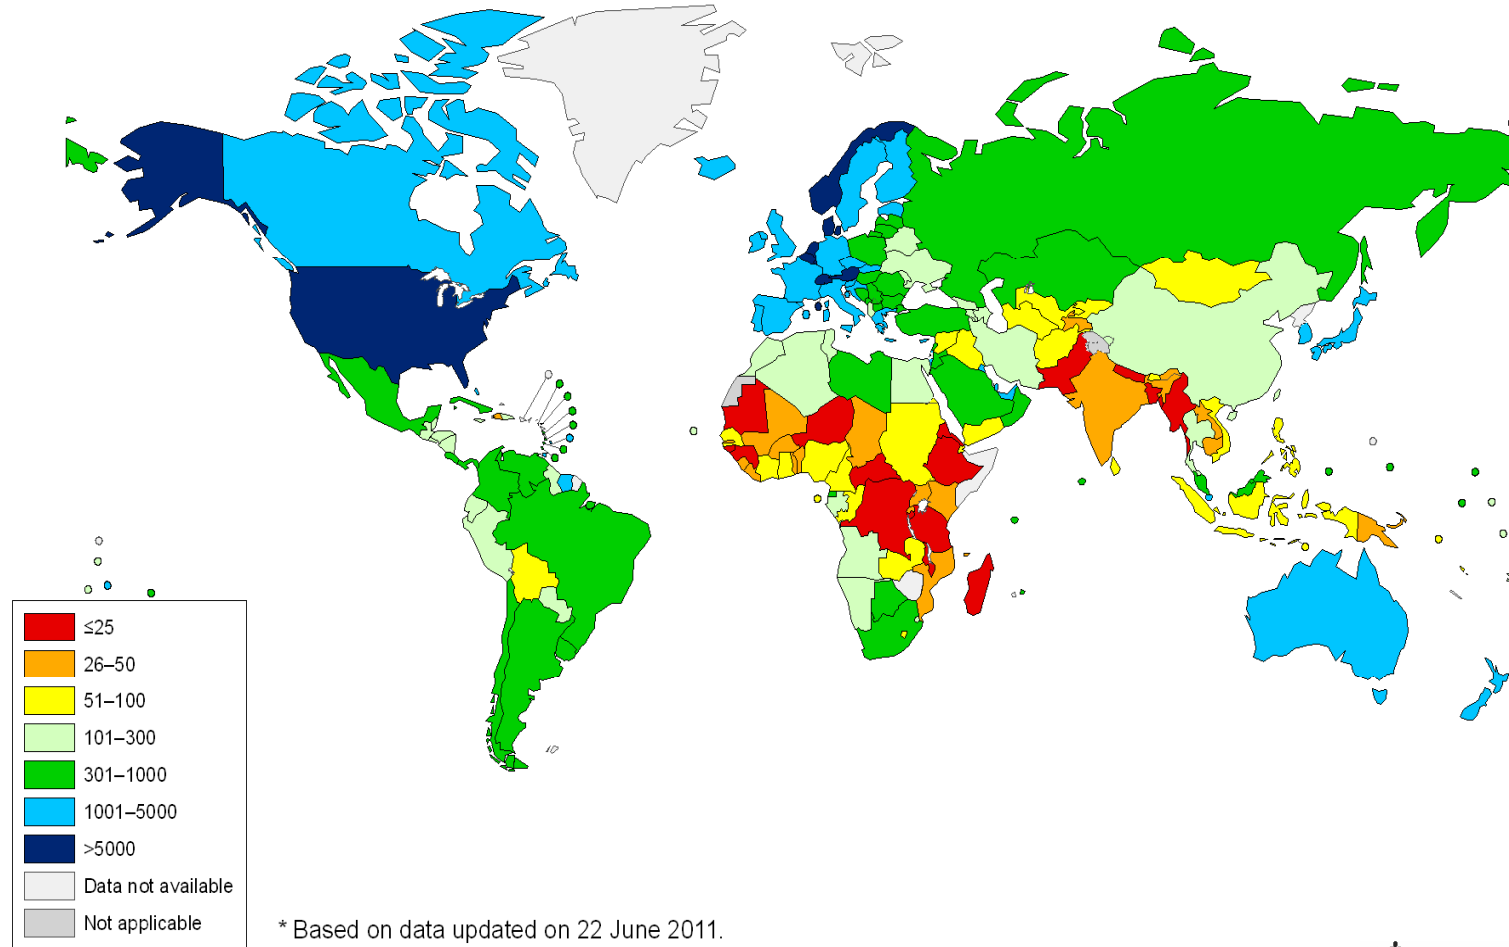 ≤25
26–50
51–100
101–300
301–1000
1001–5000
>5000
Data not available
Not applicable
* Based on data updated on 22 June 2011.